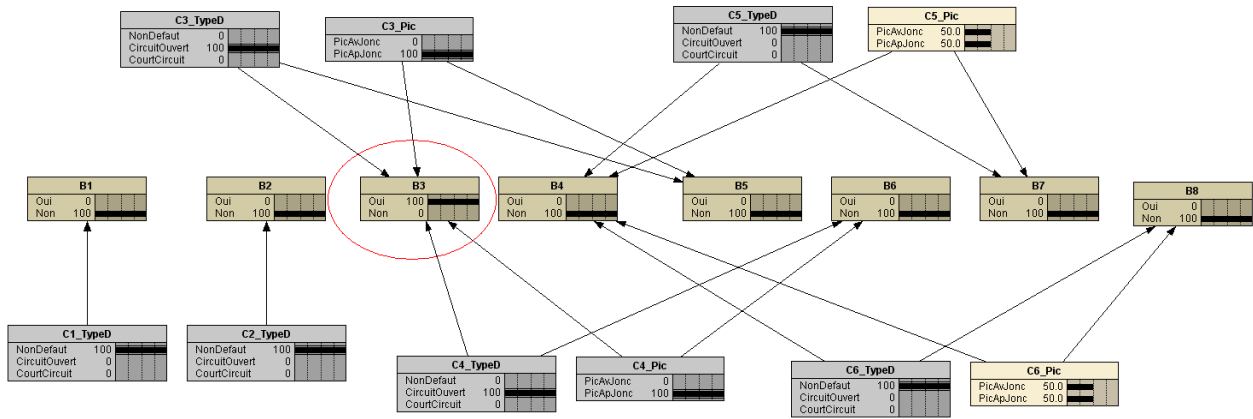 C3_TypeD
NonDefaut 0
CircuitOuvert 100
CourtCircuit 0
C3_Pic
PicAvJonc 0
PicApJonc 100
C5_TypeD
NonDefaut 100
CircuitOuvert 0
CourtCircuit 0
C5_Pic
PicAvJonc 50.0
PicApJonc 50.0
B1
Oui 0
Non 100
B2
Oui 0
Non 100
B3
Oui 100
Non 0
B4
Oui 0
Non 100
B5
Oui 0
Non 100
B6
Oui 0
Non 100
B7
Oui 0
Non 100
B8
Oui 0
Non 100
C1_TypeD
NonDefaut 100
CircuitOuvert 0
CourtCircuit 0
C2_TypeD
NonDefaut 100
CircuitOuvert 0
CourtCircuit 0
C4_TypeD
NonDefaut 0
CircuitOuvert 100
CourtCircuit 0
C4_Pic
PicAvJonc 0
PicApJonc 100
C6_TypeD
NonDefaut 100
CircuitOuvert 0
CourtCircuit 0
C6_Pic
PicAvJonc 50.0
PicApJonc 50.0